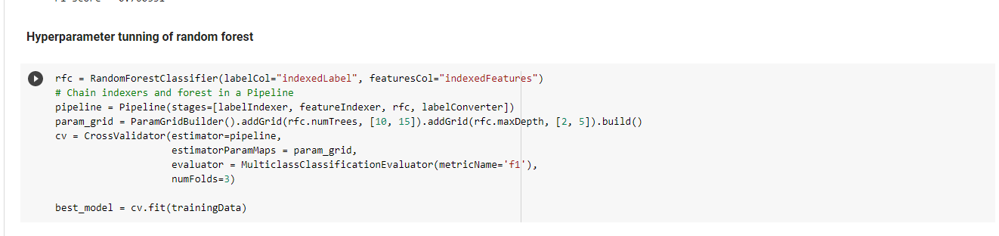 Hyperparameter tunning of random forest
rfc = RandomForestClassifier(labelCol="indexedLabel", featuresCol="indexedFeatures")
# Chain indexers and forest in a Pipeline
pipeline = Pipeline(stages=[labelIndexer, featureIndexer, rfc, labelConverter])
param_grid = ParamGridBuilder().addGrid(rfc.numTrees, [10, 15]).addGrid(rfc.maxDepth, [2, 5]).build()
cv = CrossValidator(estimator=pipeline,
estimatorParamMaps = param_grid,
evaluator = MulticlassClassificationEvaluator(metricName='f1'),
numFolds=3)
best_model = cv.fit(trainingData)